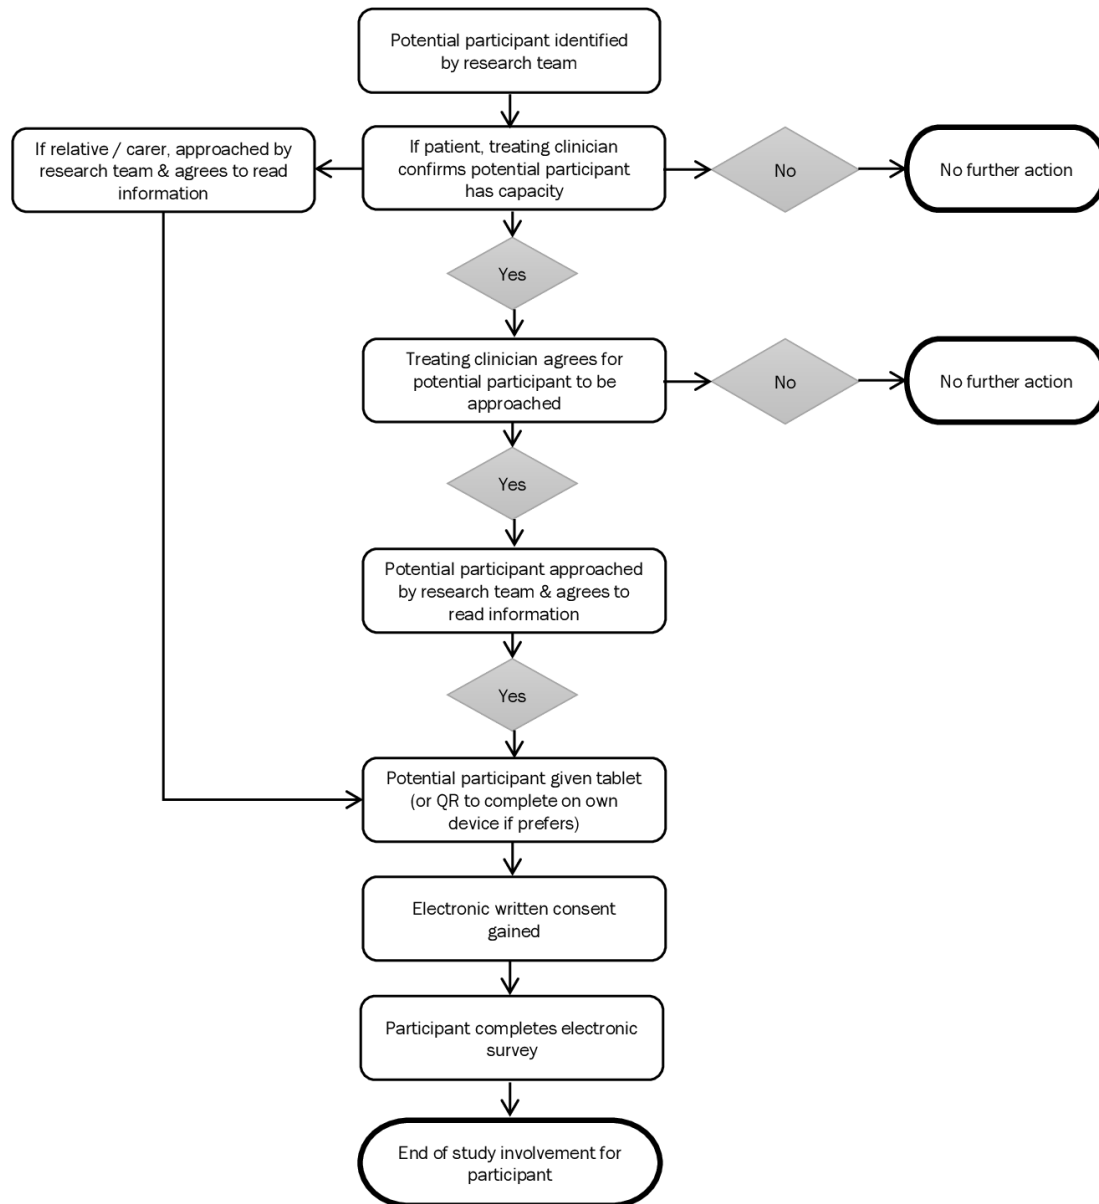 Potential participant identified
by research team
If relative / carer, approached by
research team & agrees to read
information
If patient, treating clinician
confirms potential participant
has capacity
No
No further action
Yes
Treating clinician agrees for
potential participant to be
approached
No
No further action
Yes
Potential participant approached
by research team & agrees to
read information
Yes
Potential participant given tablet
(or QR to complete on own
device if prefers)
Electronic written consent
gained
Participant completes electronic
survey
End of study involvement for
participant